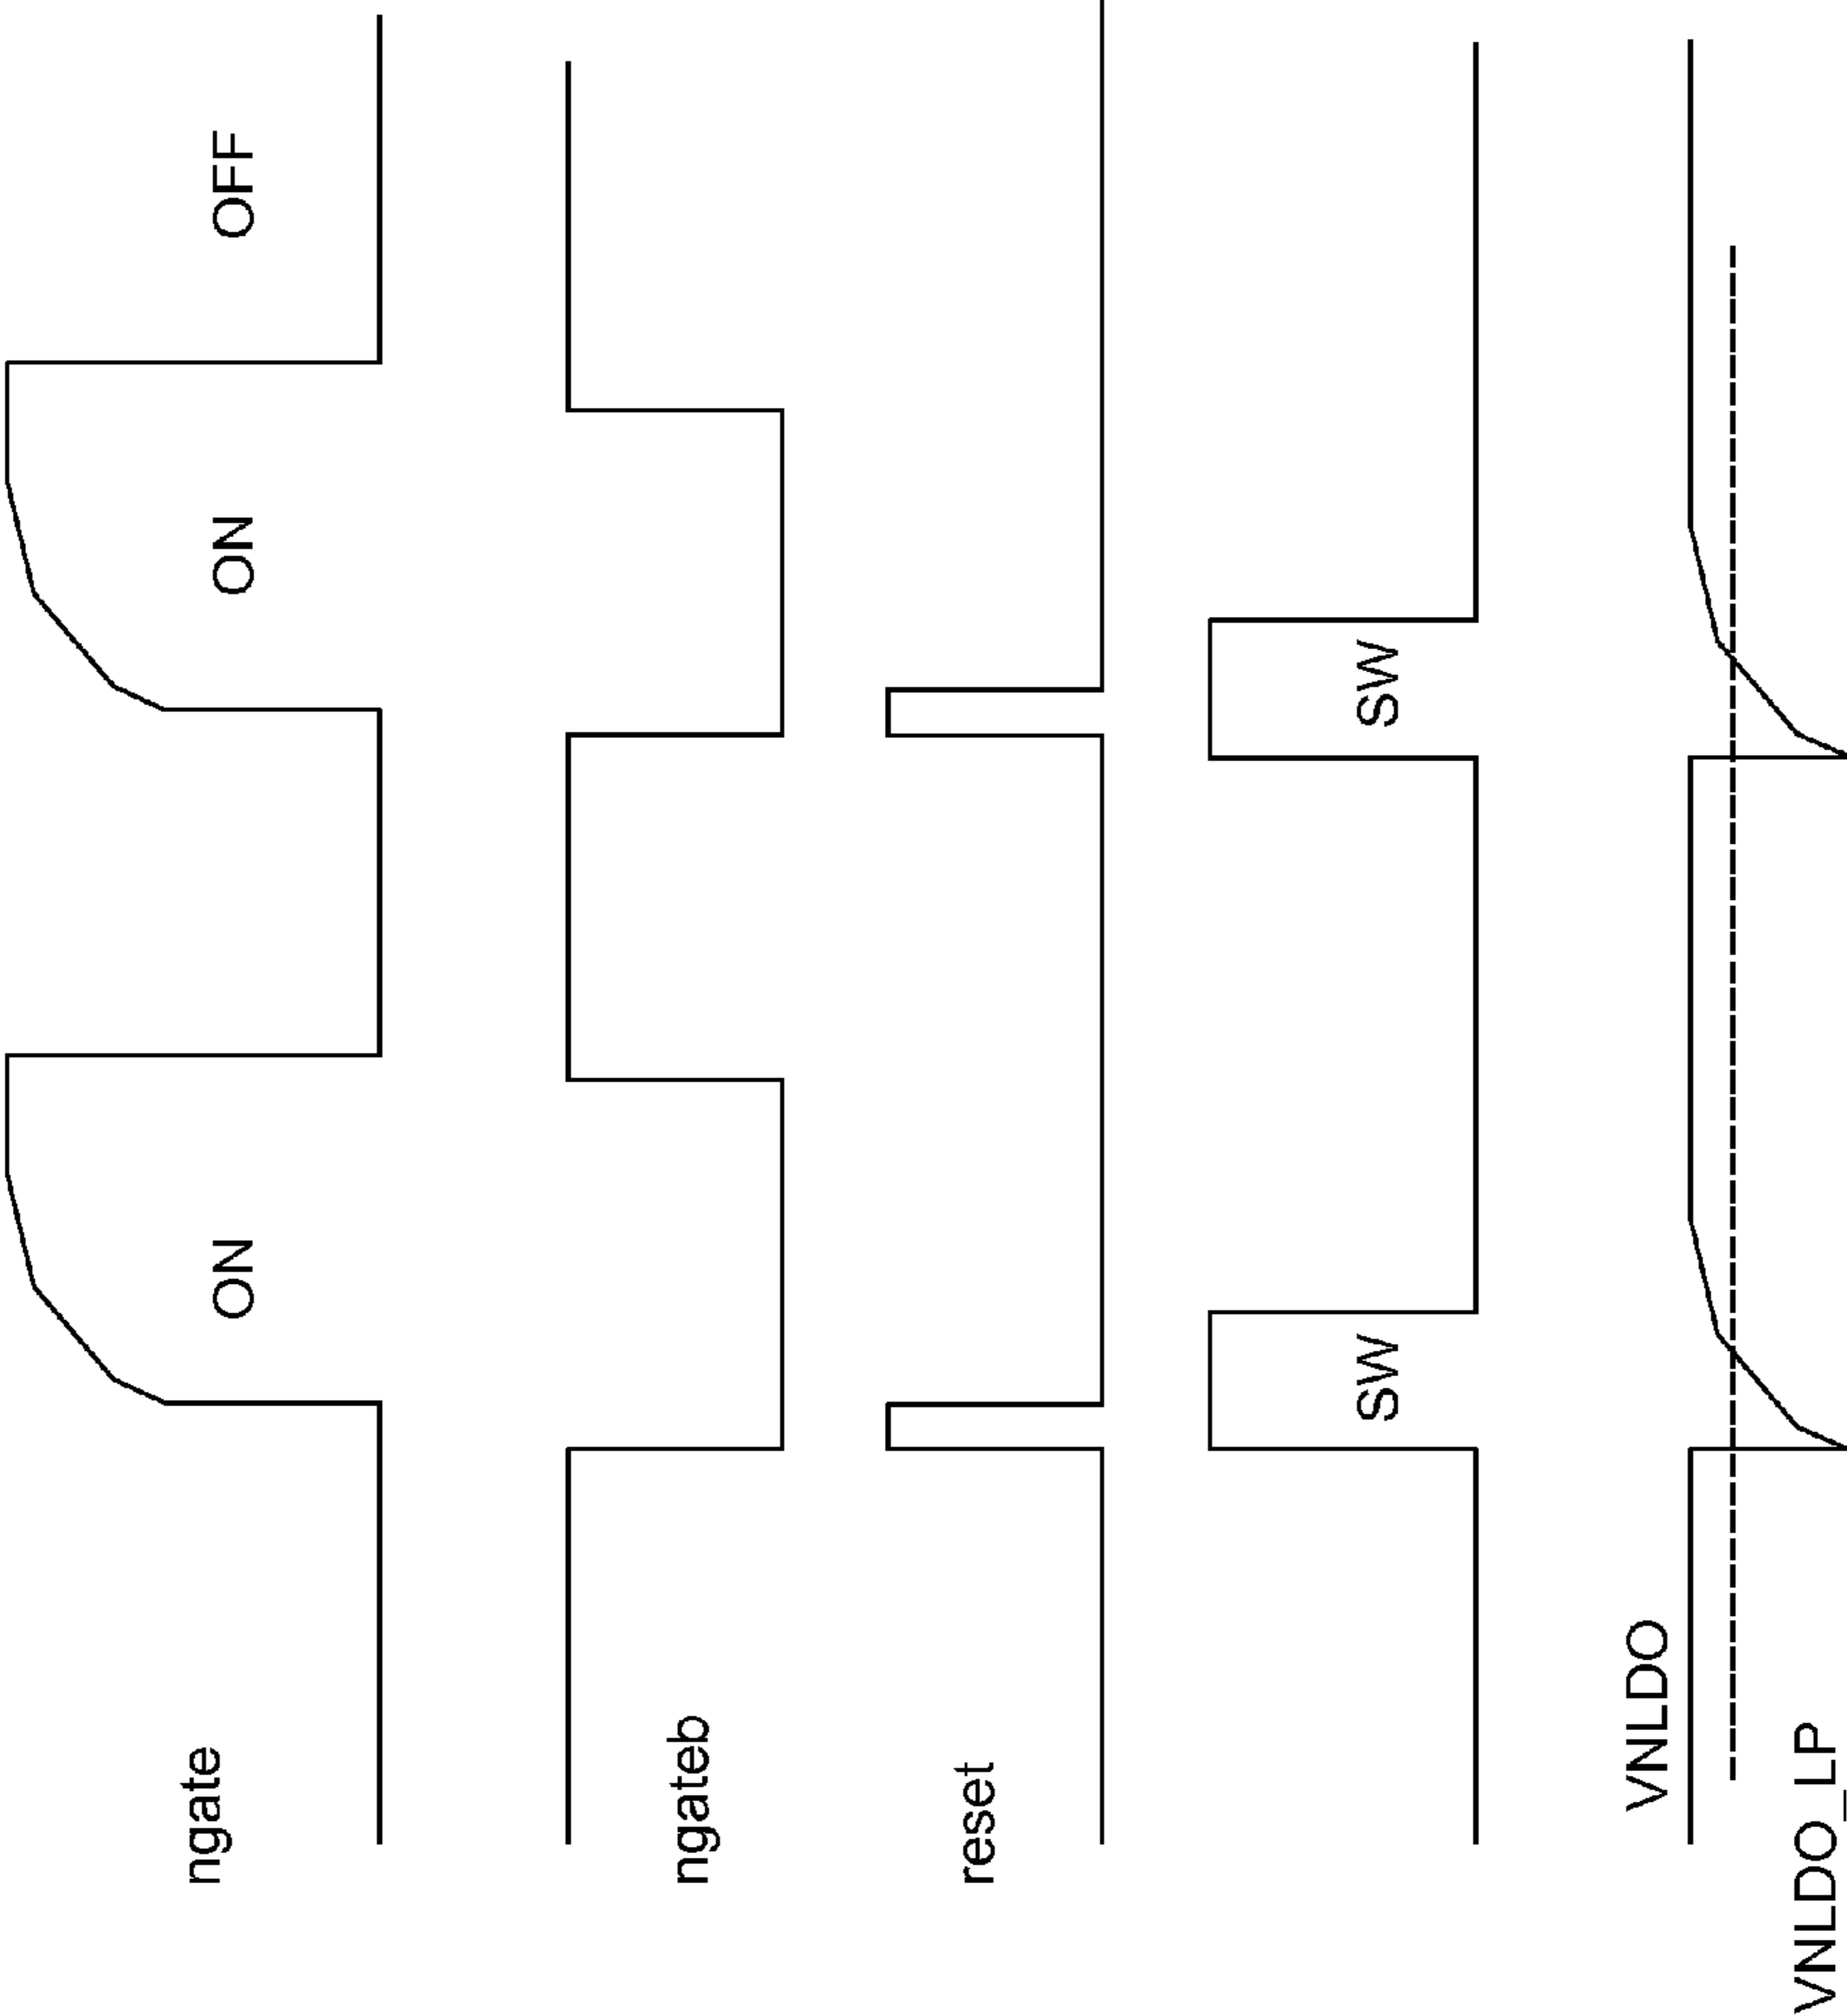 ngate
ON
ON
OFF
ngateb
reset
SW
SW
VNLDO
VNLDO_LP